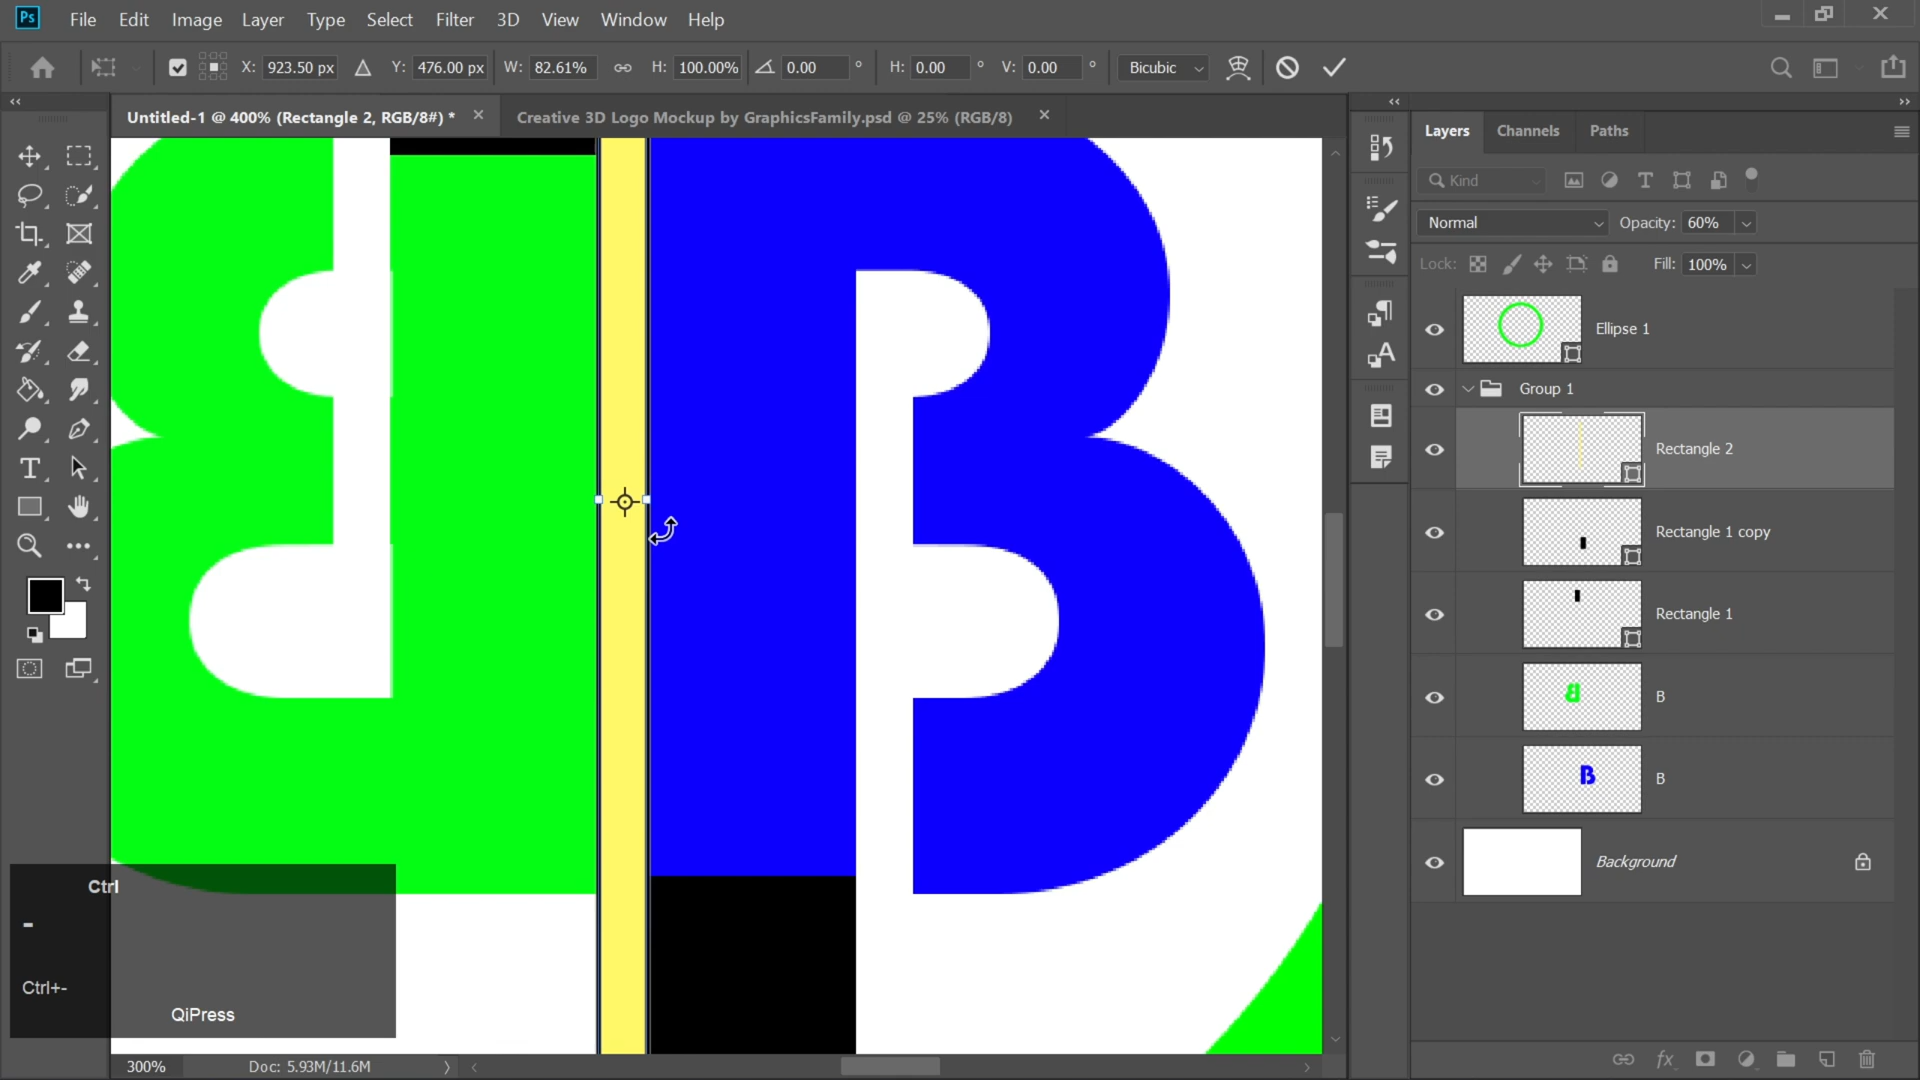 Ps File Edit Image Layer Type Select Filter 3D View Window Help
X: 923.50 px Y: 476.00 px W: 82.61% H: 100.00% 0.00 ° H: 0.00 ° V: 0.00 ° Bicubic
Untitled-1 @ 400% (Rectangle 2, RGB/8#) * Creative 3D Logo Mockup by GraphicsFamily.psd @ 25% (RGB/8)
Layers Channels Paths
Kind
Normal Opacity: 60%
Lock: Fill: 100%
Ellipse 1
Group 1
Rectangle 2
Rectangle 1 copy
Rectangle 1
B
B
Background
Ctrl
-
Ctrl+-
QiPress
300% Doc: 5.93M/11.6M